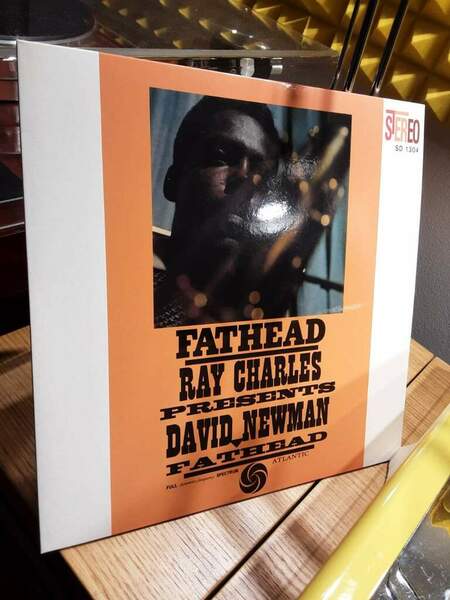 STEREO
SD 1304
FATHEAD
RAY CHARLES
PRESENTS
DAVID NEWMAN
FATHEAD
ATLANTIC
FULL SPECTRUM